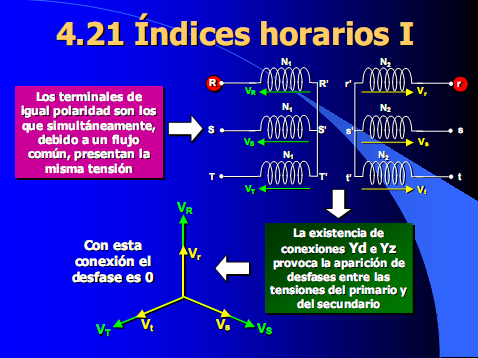 4.21 Índices horarios I
Los terminales de
igual polaridad son los
que simultáneamente,
debido a un flujo
común, presentan la
misma tensión
N1 N2
R R' r' r
VR Vr
N1 N2
S S' s' s
VS Vs
N1 N2
T T' t' t
VT Vt
La existencia de
conexiones Yd e Yz
provoca la aparición de
desfases entre las
tensiones del primario y
del secundario
Con esta
conexión el
desfase es 0
VR
Vr
Vt Vs
VT VS